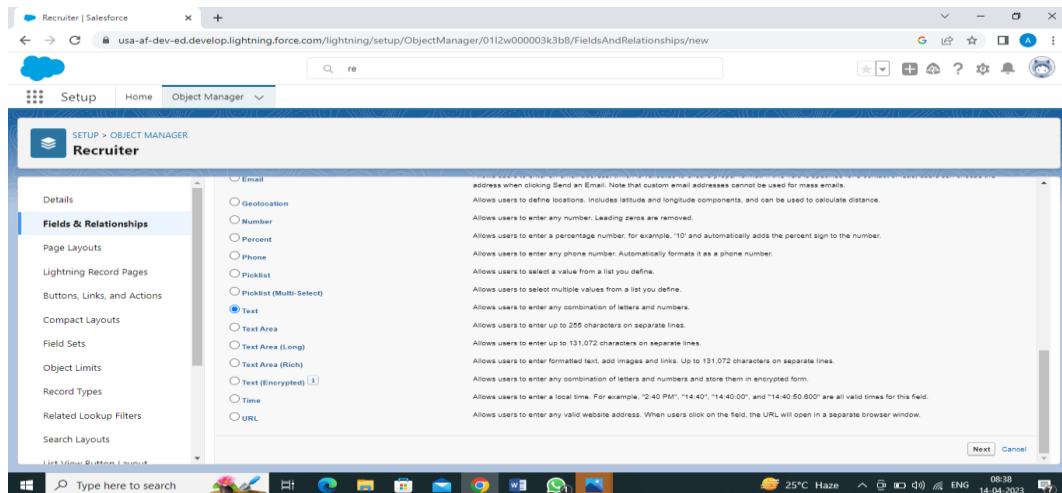 Recruiter | Salesforce
usa-af-dev-ed.develop.lightning.force.com/lightning/setup/ObjectManager/01I2w000003k3b8/FieldsAndRelationships/new
re
Setup Home Object Manager
SETUP > OBJECT MANAGER
Recruiter
Details
Fields & Relationships
Page Layouts
Lightning Record Pages
Buttons, Links, and Actions
Compact Layouts
Field Sets
Object Limits
Record Types
Related Lookup Filters
Search Layouts
List View Button Layout
Email
address when clicking Send an Email. Note that custom email addresses cannot be used for mass emails.
Geolocation Allows users to define locations. Includes latitude and longitude components, and can be used to calculate distance.
Number Allows users to enter any number. Leading zeros are removed.
Percent Allows users to enter a percentage number, for example, '10' and automatically adds the percent sign to the number.
Phone Allows users to enter any phone number. Automatically formats it as a phone number.
Picklist Allows users to select a value from a list you define.
Picklist (Multi-Select) Allows users to select multiple values from a list you define.
Text Allows users to enter any combination of letters and numbers.
Text Area Allows users to enter up to 255 characters on separate lines.
Text Area (Long) Allows users to enter up to 131,072 characters on separate lines.
Text Area (Rich) Allows users to enter formatted text, add images and links. Up to 131,072 characters on separate lines.
Text (Encrypted) i Allows users to enter any combination of letters and numbers and store them in encrypted form.
Time Allows users to enter a local time. For example, "2:40 PM", "14:40", "14:40:00", and "14:40:50.600" are all valid times for this field.
URL Allows users to enter any valid website address. When users click on the field, the URL will open in a separate browser window.
Next Cancel
Type here to search
25°C Haze
ENG
08:38
14-04-2023